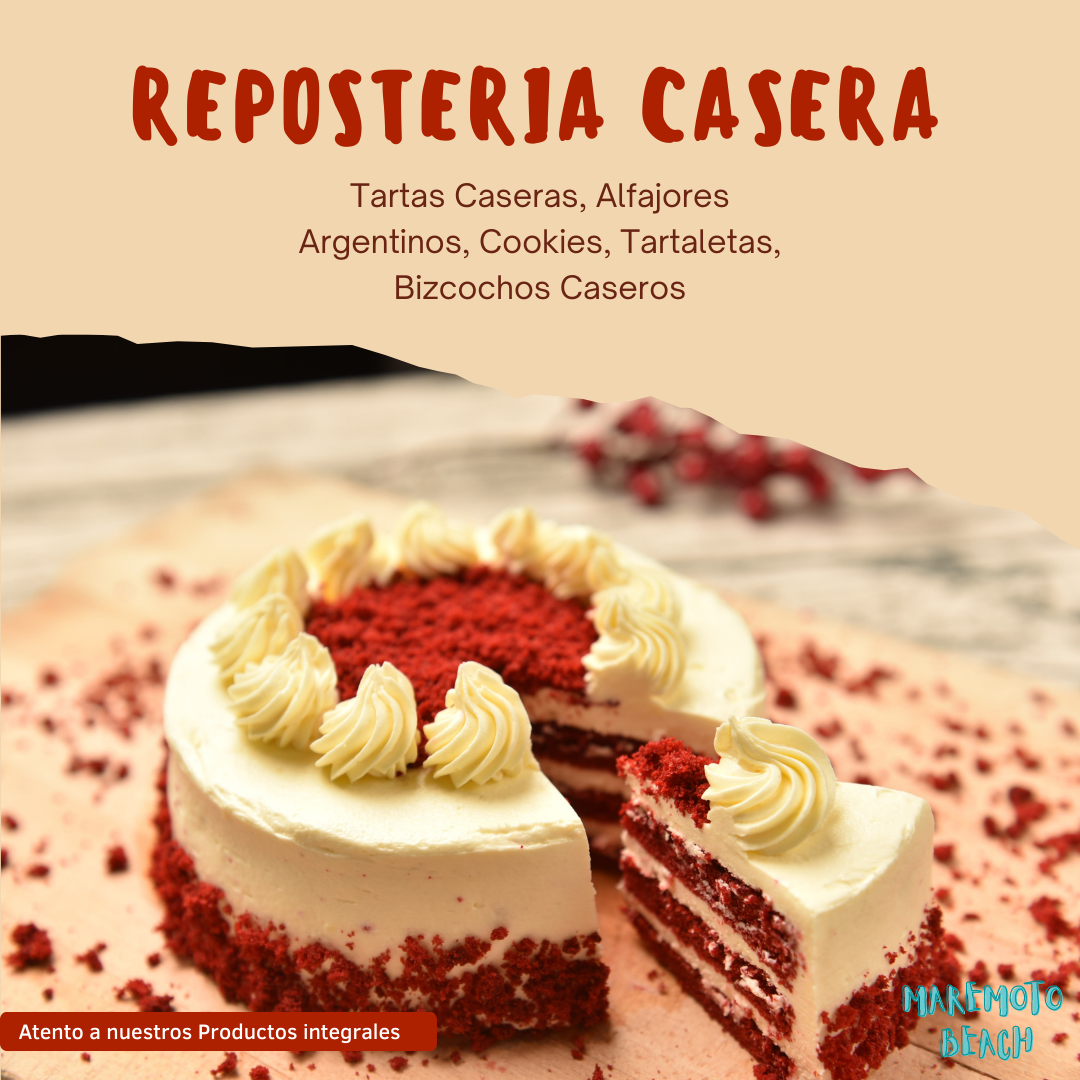 REPOSTERIA CASERA
Tartas Caseras, Alfajores
Argentinos, Cookies, Tartaletas,
Bizcochos Caseros
Atento a nuestros Productos integrales
MAREMOTO
BEACH